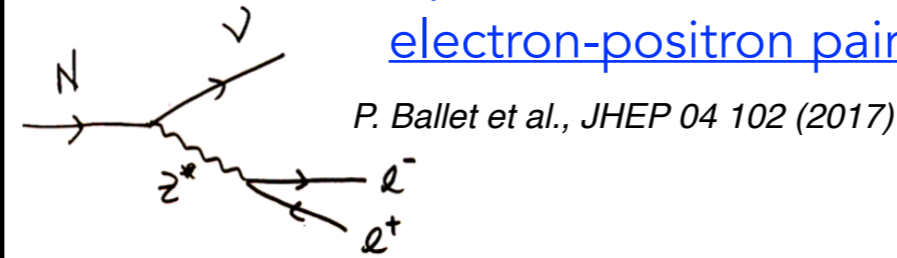 electron-positron pair
P. Ballet et al., JHEP 04 102 (2017)
N
ν
Z*
e⁻
e⁺